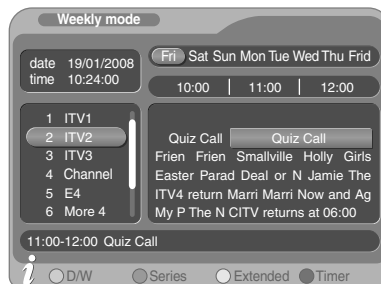 Weekly mode
date 19/01/2008
time 10:24:00
Fri Sat Sun Mon Tue Wed Thu Frid
10:00 11:00 12:00
1 ITV1
2 ITV2
3 ITV3
4 Channel
5 E4
6 More 4
Quiz Call Quiz Call
Frien Frien Smallville Holly Girls
Easter Parad Deal or N Jamie The
ITV4 return Marri Marri Now and Ag
My P The N CITV returns at 06:00
11:00-12:00 Quiz Call
i D/W Series Extended Timer